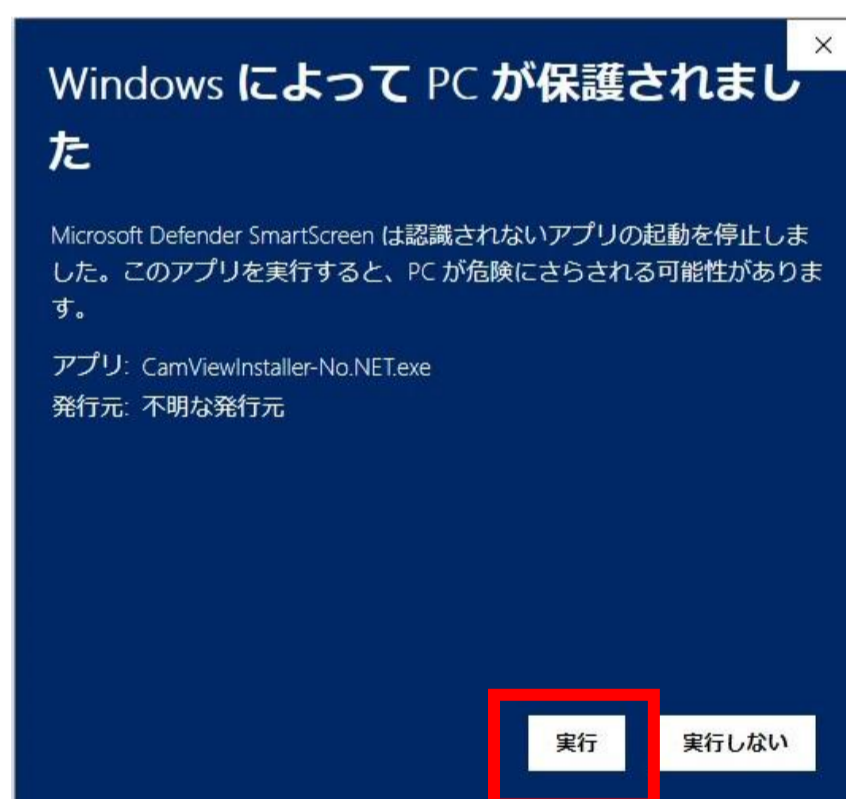 Windows によって PC が保護されまし
た
Microsoft Defender SmartScreen は認識されないアプリの起動を停止しま
した。このアプリを実行すると、PC が危険にさらされる可能性がありま
す。
アプリ: CamViewInstaller-No.NET.exe
発行元: 不明な発行元
実行
実行しない